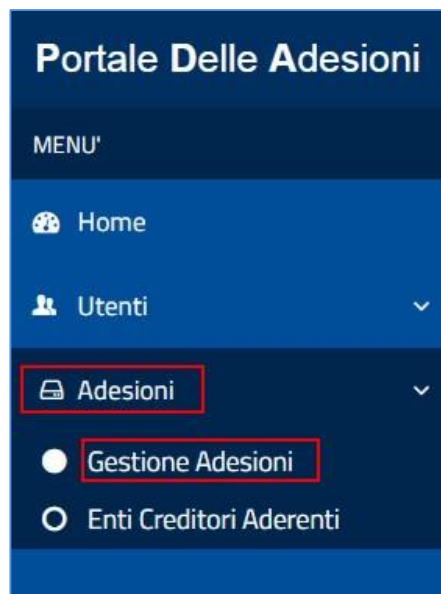 Portale Delle Adesioni
MENU'
Home
Utenti
Adesioni
Gestione Adesioni
Enti Creditori Aderenti